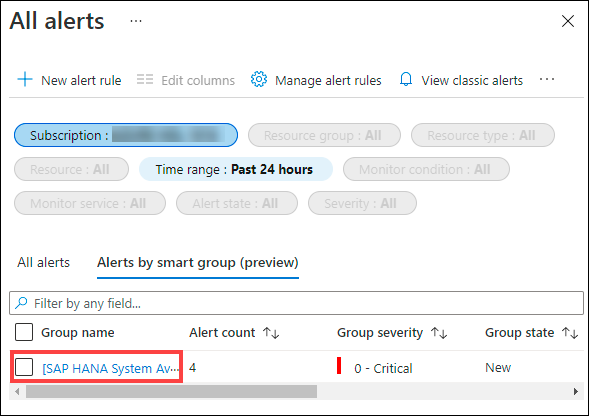 All alerts ...
New alert rule Edit columns Manage alert rules View classic alerts ...
Subscription : Resource group : All Resource type : All
Resource : All Time range : Past 24 hours Monitor condition : All
Monitor service : All Alert state : All Severity : All
All alerts Alerts by smart group (preview)
Filter by any field...
Group name Alert count Group severity Group state
[SAP HANA System Av... 4 0 - Critical New